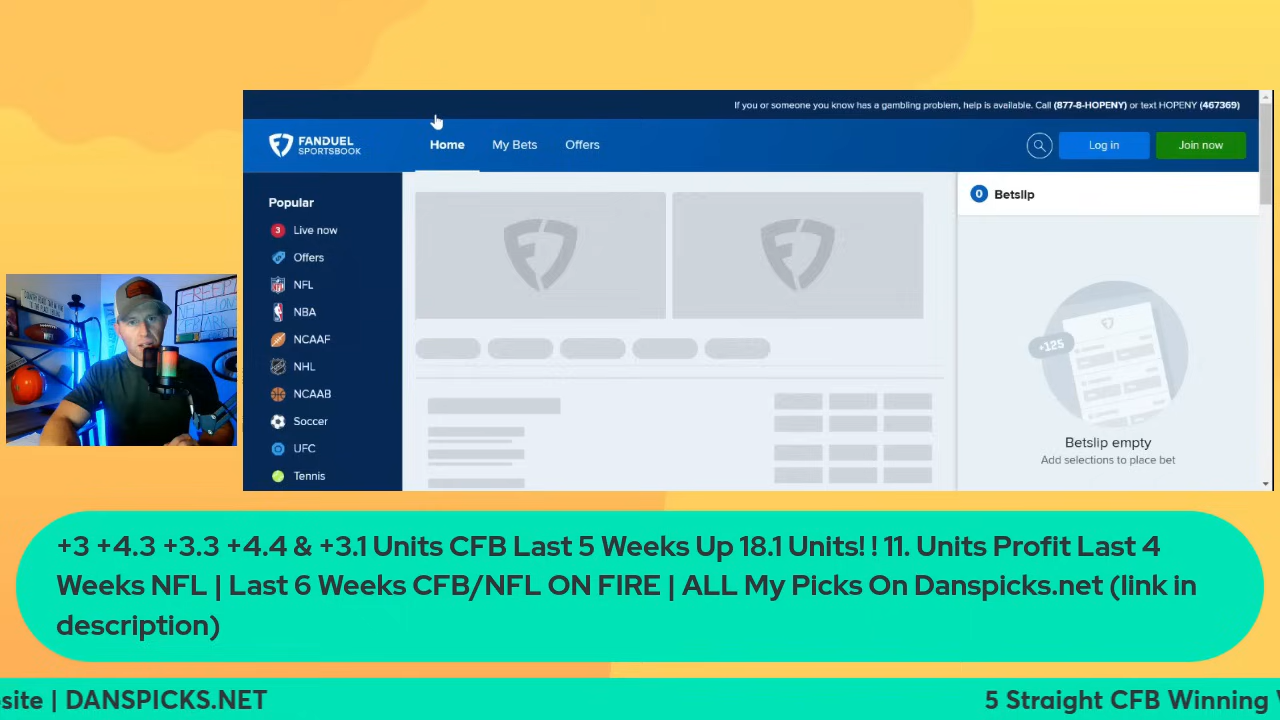 If you or someone you know has a gambling problem, help is available. Call (877-8-HOPENY) or text HOPENY (467369)
FANDUEL
SPORTSBOOK
Home
My Bets
Offers
Log in
Join now
Popular
3 Live now
Offers
NFL
NBA
NCAAF
NHL
NCAAB
Soccer
UFC
Tennis
0 Betslip
+125
Betslip empty
Add selections to place bet
+3 +4.3 +3.3 +4.4 & +3.1 Units CFB Last 5 Weeks Up 18.1 Units! ! 11. Units Profit Last 4
Weeks NFL | Last 6 Weeks CFB/NFL ON FIRE | ALL My Picks On Danspicks.net (link in
description)
site | DANSPICKS.NET
5 Straight CFB Winning